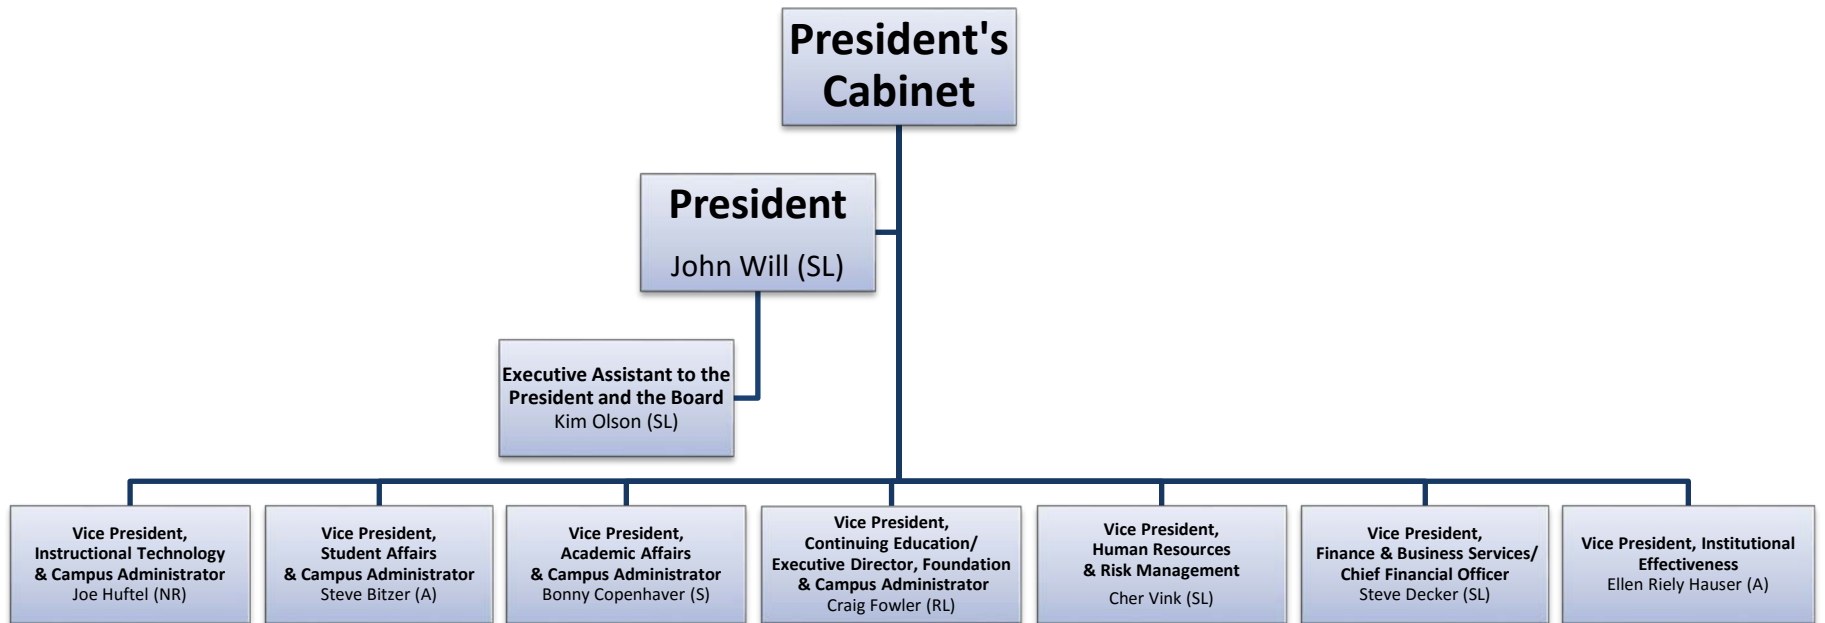 President's
Cabinet
President
John Will (SL)
Executive Assistant to the
President and the Board
Kim Olson (SL)
Vice President,
Instructional Technology
& Campus Administrator
Joe Huftel (NR)
Vice President,
Student Affairs
& Campus Administrator
Steve Bitzer (A)
Vice President,
Academic Affairs
& Campus Administrator
Bonny Copenhaver (S)
Vice President,
Continuing Education/
Executive Director, Foundation
& Campus Administrator
Craig Fowler (RL)
Vice President,
Human Resources
& Risk Management
Cher Vink (SL)
Vice President,
Finance & Business Services/
Chief Financial Officer
Steve Decker (SL)
Vice President, Institutional
Effectiveness
Ellen Riely Hauser (A)